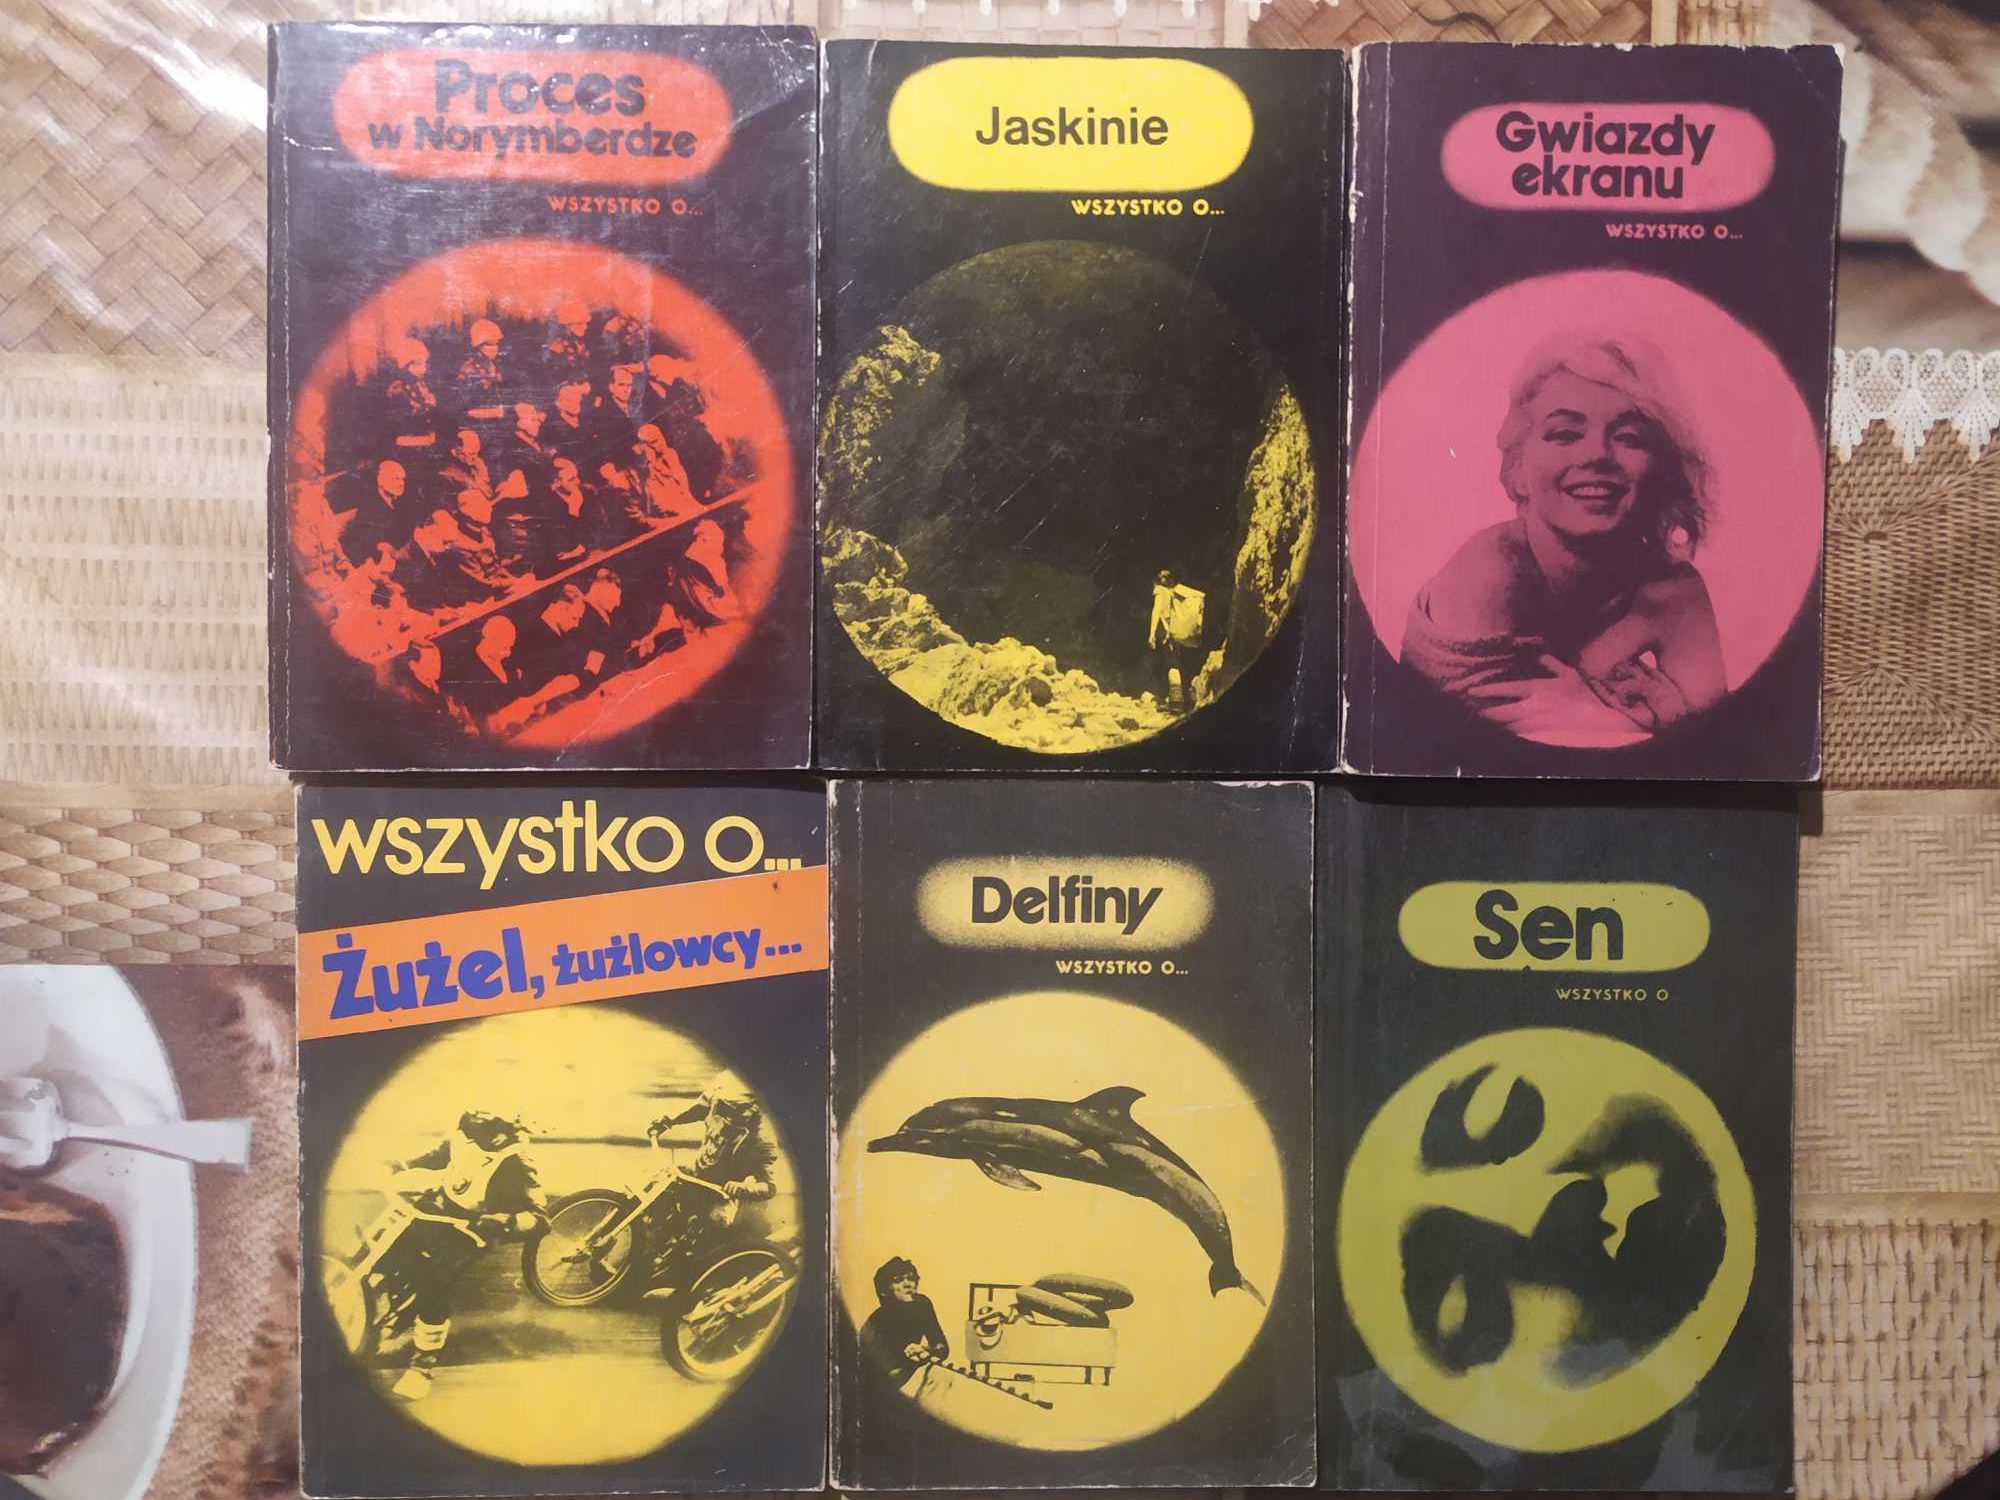 Proces
w Norymberdze
WSZYSTKO O...
Jaskinie
WSZYSTKO O...
Gwiazdy
ekranu
WSZYSTKO O...
wszystko o...
Żużel, żużlowcy...
Delfiny
WSZYSTKO O...
Sen
WSZYSTKO O